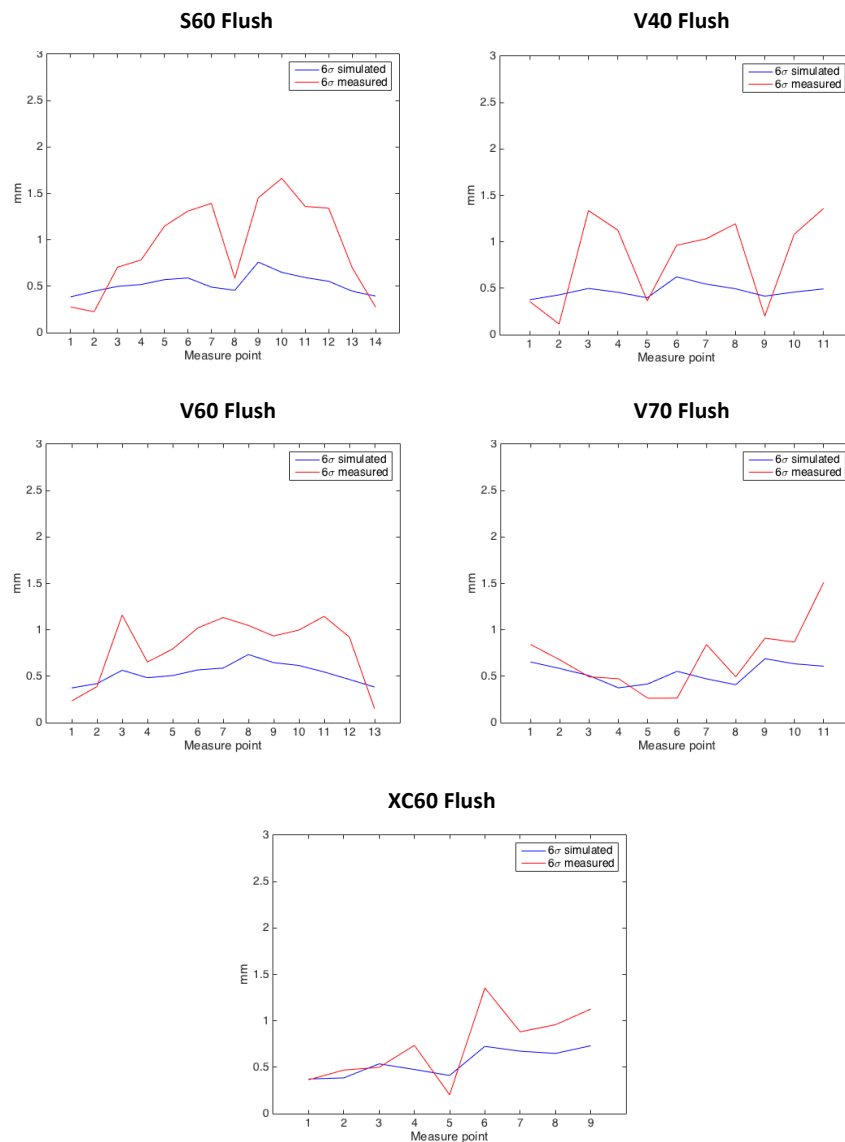 S60 Flush
3
2.5
2
1.5
1
0.5
0
mm
6σ simulated
6σ measured
1 2 3 4 5 6 7 8 9 10 11 12 13 14
Measure point
V40 Flush
3
2.5
2
1.5
1
0.5
0
mm
6σ simulated
6σ measured
1 2 3 4 5 6 7 8 9 10 11
Measure point
V60 Flush
3
2.5
2
1.5
1
0.5
0
mm
6σ simulated
6σ measured
1 2 3 4 5 6 7 8 9 10 11 12 13
Measure point
V70 Flush
3
2.5
2
1.5
1
0.5
0
mm
6σ simulated
6σ measured
1 2 3 4 5 6 7 8 9 10 11
Measure point
XC60 Flush
3
2.5
2
1.5
1
0.5
0
mm
6σ simulated
6σ measured
1 2 3 4 5 6 7 8 9
Measure point